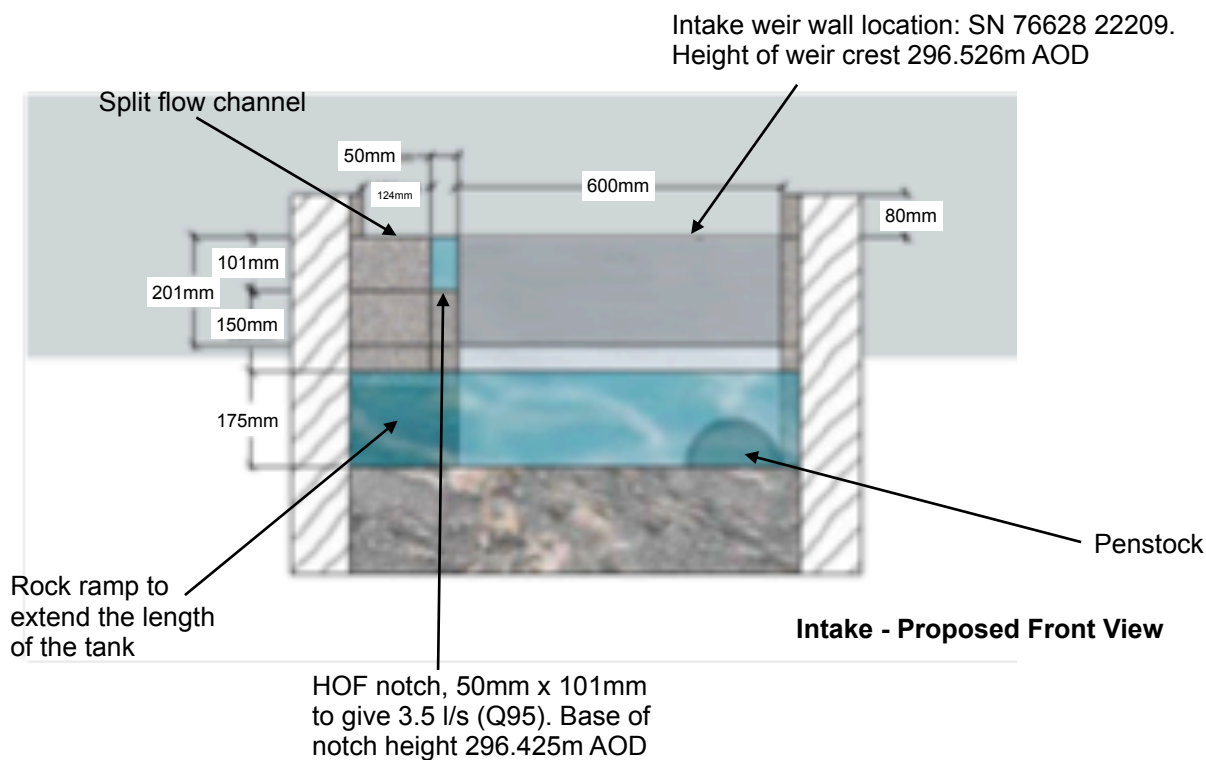 Intake weir wall location: SN 76628 22209.
Height of weir crest 296.526m AOD
Split flow channel
50mm
124mm
600mm
80mm
101mm
201mm
150mm
175mm
Penstock
Rock ramp to
extend the length
of the tank
Intake - Proposed Front View
HOF notch, 50mm x 101mm
to give 3.5 l/s (Q95). Base of
notch height 296.425m AOD